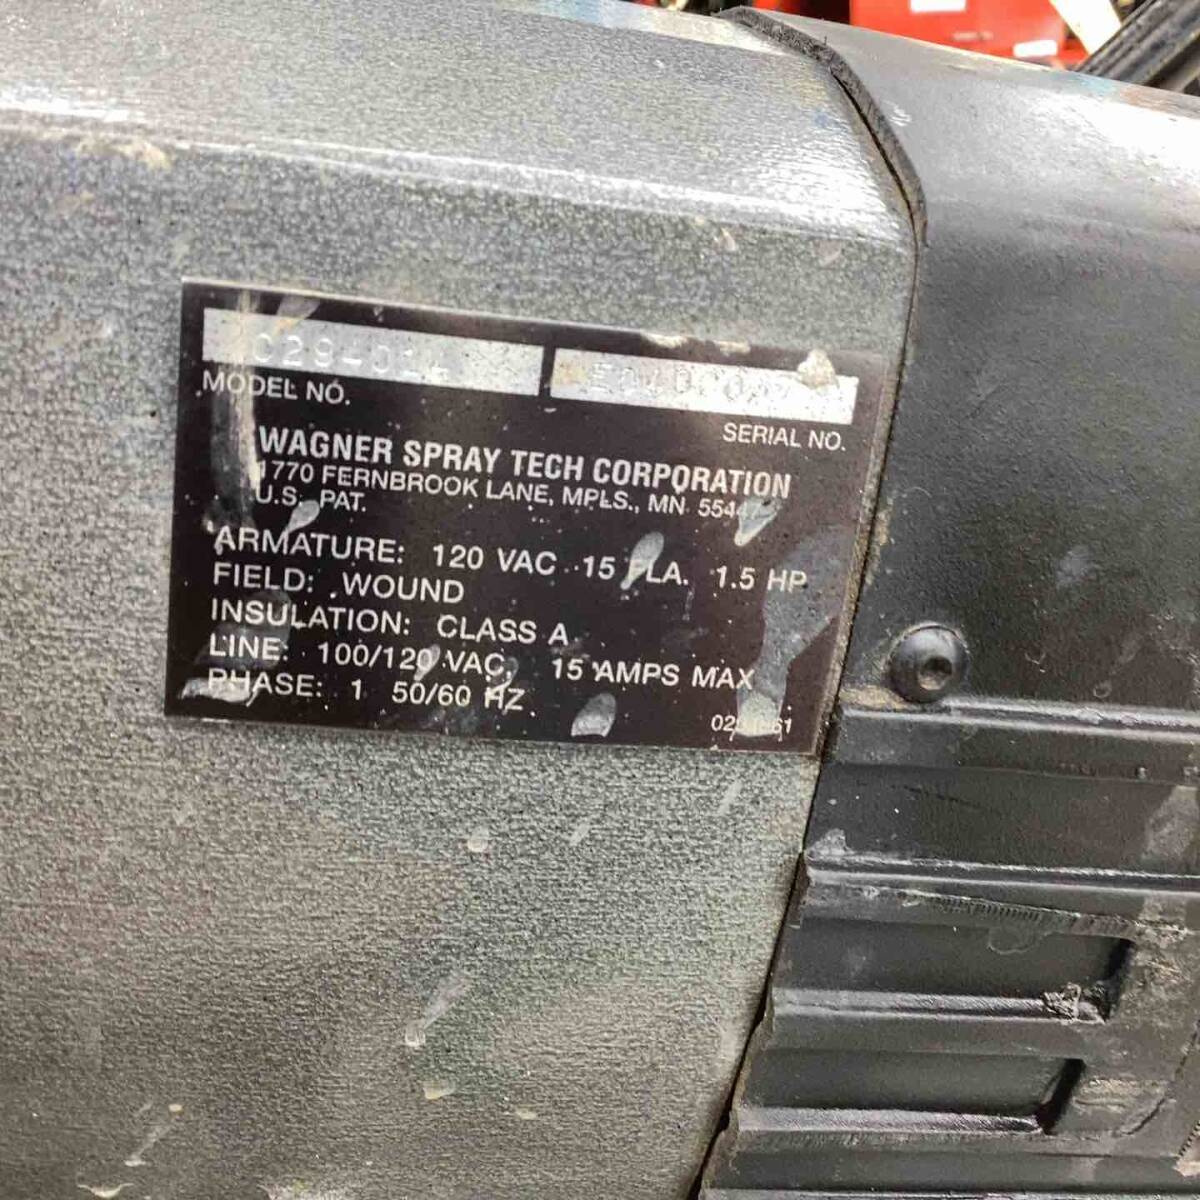 MODEL NO.
SERIAL NO.
WAGNER SPRAY TECH CORPORATION
1770 FERNBROOK LANE, MPLS., MN 55447
U.S. PAT.
ARMATURE: 120 VAC 15 FLA. 1.5 HP
FIELD: WOUND
INSULATION: CLASS A
LINE: 100/120 VAC, 15 AMPS MAX
PHASE: 1 50/60 HZ